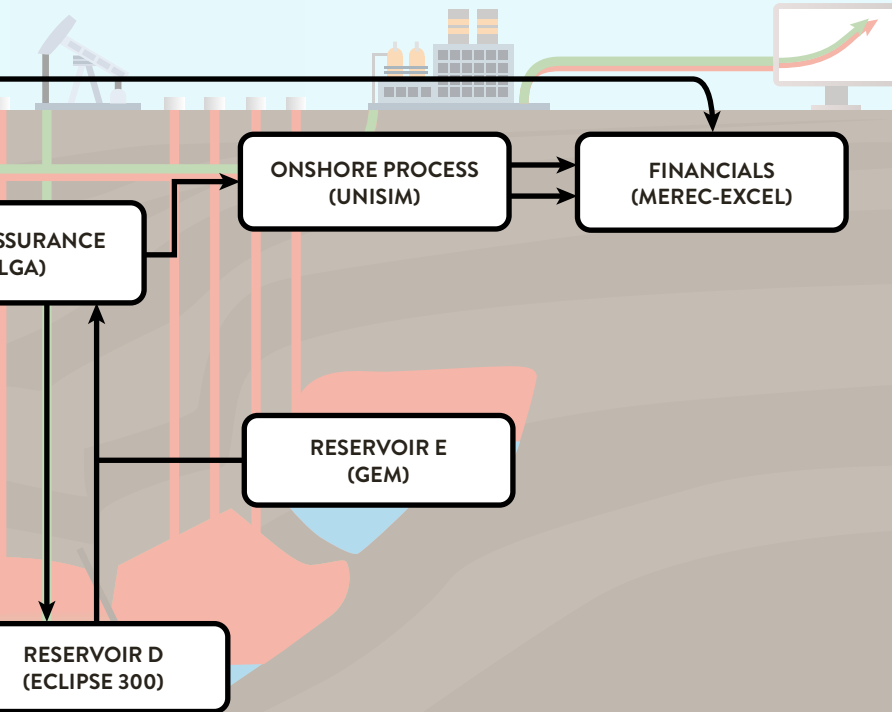 ONSHORE PROCESS
(UNISIM)
FINANCIALS
(MEREC-EXCEL)
SSURANCE
LGA)
RESERVOIR E
(GEM)
RESERVOIR D
(ECLIPSE 300)